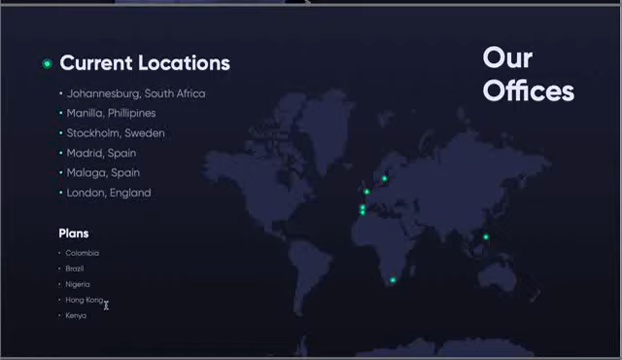 Current Locations
Johannesburg, South Africa
Manilla, Phillipines
Stockholm, Sweden
Madrid, Spain
Malaga, Spain
London, England
Plans
Colombia
Brazil
Nigeria
Hong Kong
Kenya
Our
Offices